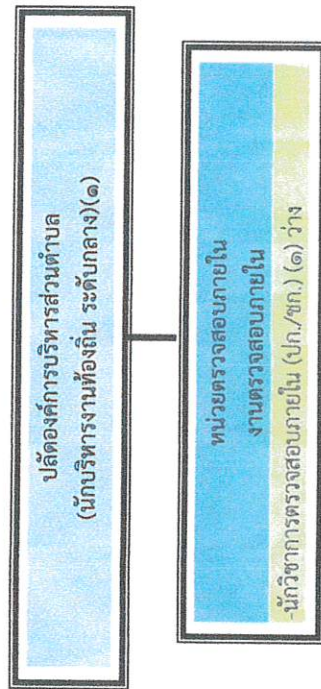 ปลัดองค์การบริหารส่วนตำบล
(นักบริหารงานท้องถิ่น ระดับกลาง)(๑)
หน่วยตรวจสอบภายใน
งานตรวจสอบภายใน
-นักวิชาการตรวจสอบภายใน (ปก./ชก.) (๑) ว่าง